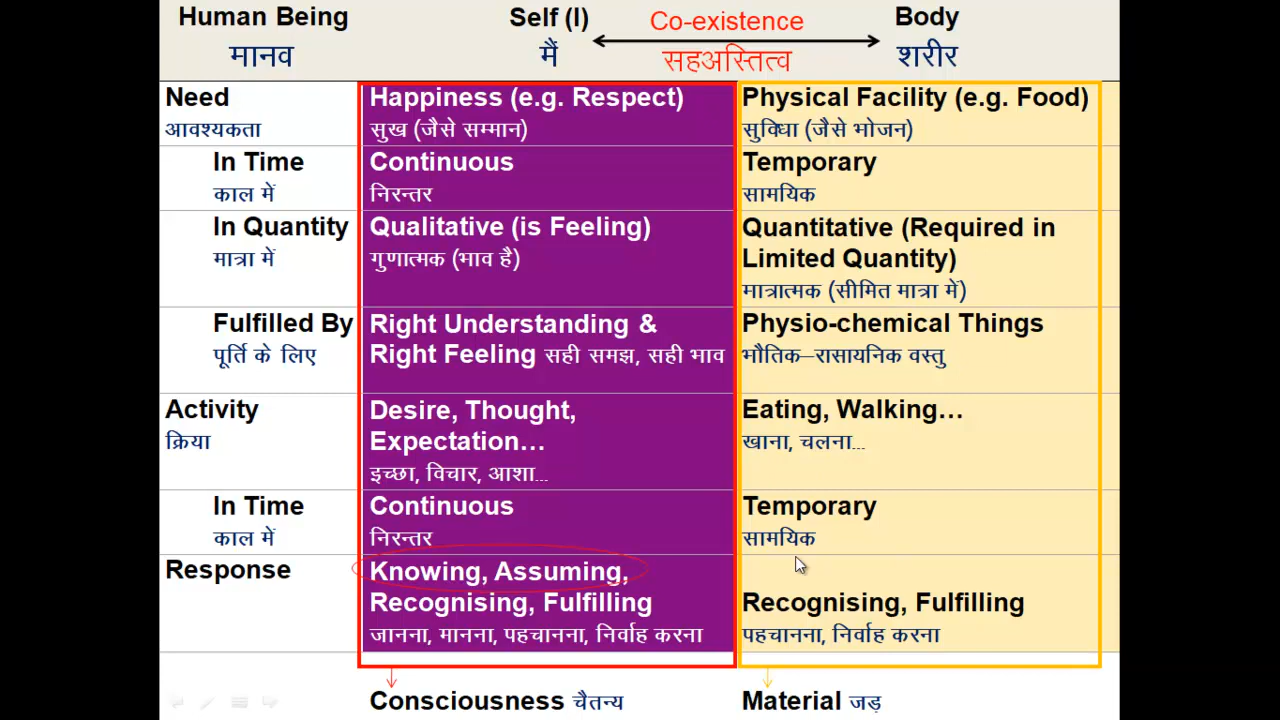 Human Being Self (I) Co-existence Body
मानव मैं सहअस्तित्व शरीर
Need Happiness (e.g. Respect) Physical Facility (e.g. Food)
आवश्यकता सुख (जैसे सम्मान) सुविधा (जैसे भोजन)
In Time Continuous Temporary
काल में निरन्तर सामयिक
In Quantity Qualitative (is Feeling) Quantitative (Required in
मात्रा में गुणात्मक (भाव है) Limited Quantity)
मात्रात्मक (सीमित मात्रा में)
Fulfilled By Right Understanding & Physio-chemical Things
पूर्ति के लिए Right Feeling सही समझ, सही भाव भौतिक–रासायनिक वस्तु
Activity Desire, Thought, Eating, Walking…
क्रिया Expectation… खाना, चलना...
इच्छा, विचार, आशा...
In Time Continuous Temporary
काल में निरन्तर सामयिक
Response Knowing, Assuming,
Recognising, Fulfilling Recognising, Fulfilling
जानना, मानना, पहचानना, निर्वाह करना पहचानना, निर्वाह करना
Consciousness चैतन्य Material जड़